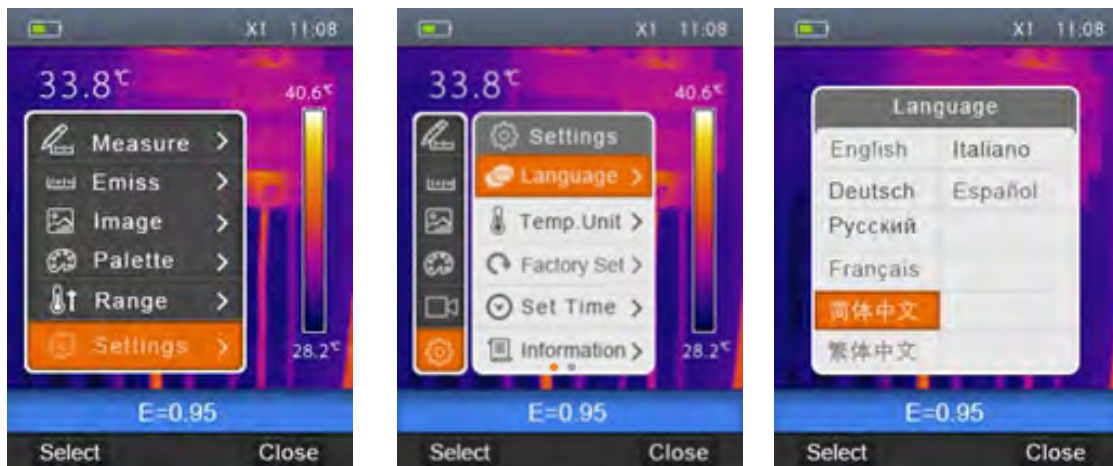 X1 11:08
33.8℃
40.6℃
Measure
Emiss
Image
Palette
Range
Settings
28.2℃
E=0.95
Select Close
X1 11:08
33.8℃
40.6℃
Settings
Language
Temp.Unit
Factory Set
Set Time
Information
28.2℃
E=0.95
Select Close
X1 11:08
Language
English Italiano
Deutsch Español
Русский
Français
简体中文
繁体中文
E=0.95
Select Close